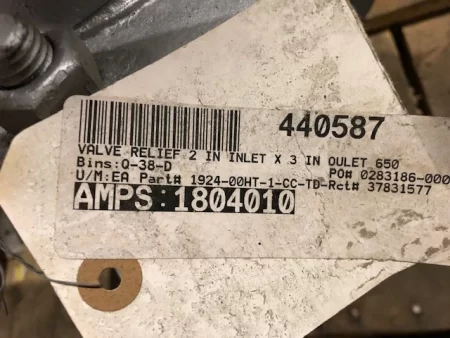 440587
VALVE RELIEF 2 IN INLET X 3 IN OULET 650
Bins:Q-38-D PO# 0283186-000
U/M:EA Part# 1924-00HT-1-CC-TD-Rct# 37831577
AMPS:1804010